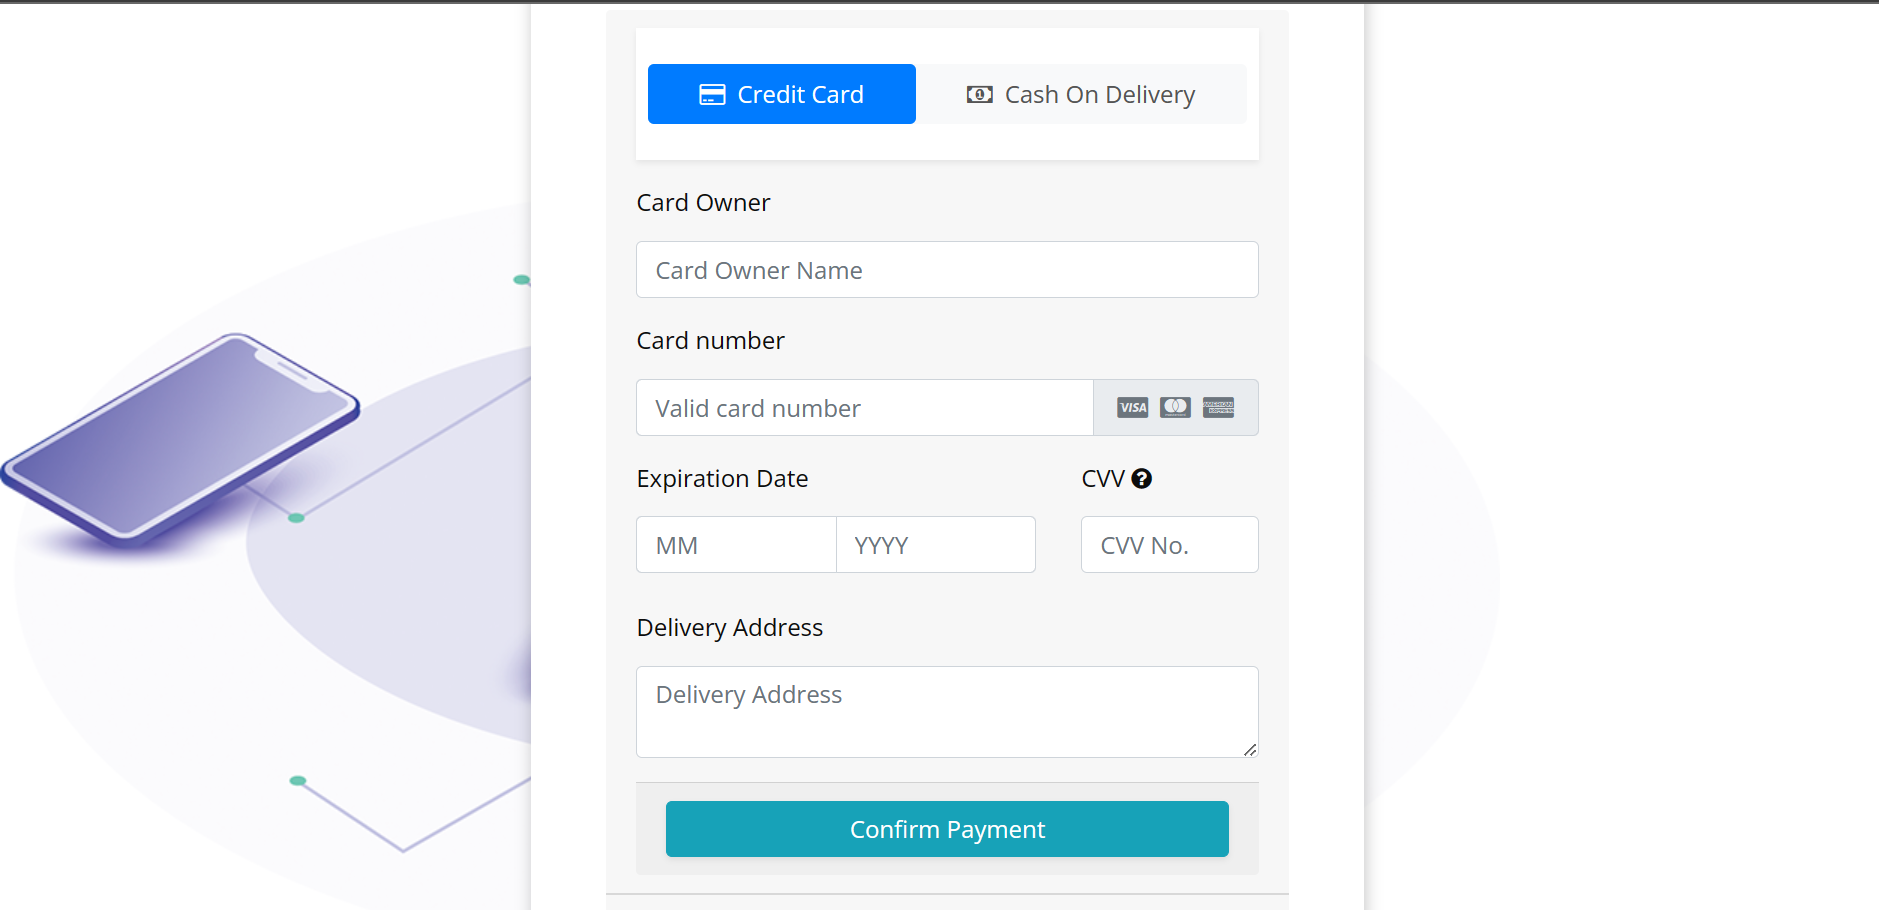 Credit Card Cash On Delivery
Card Owner
Card Owner Name
Card number
Valid card number VISA
Expiration Date CVV ?
MM YYYY CVV No.
Delivery Address
Delivery Address
Confirm Payment